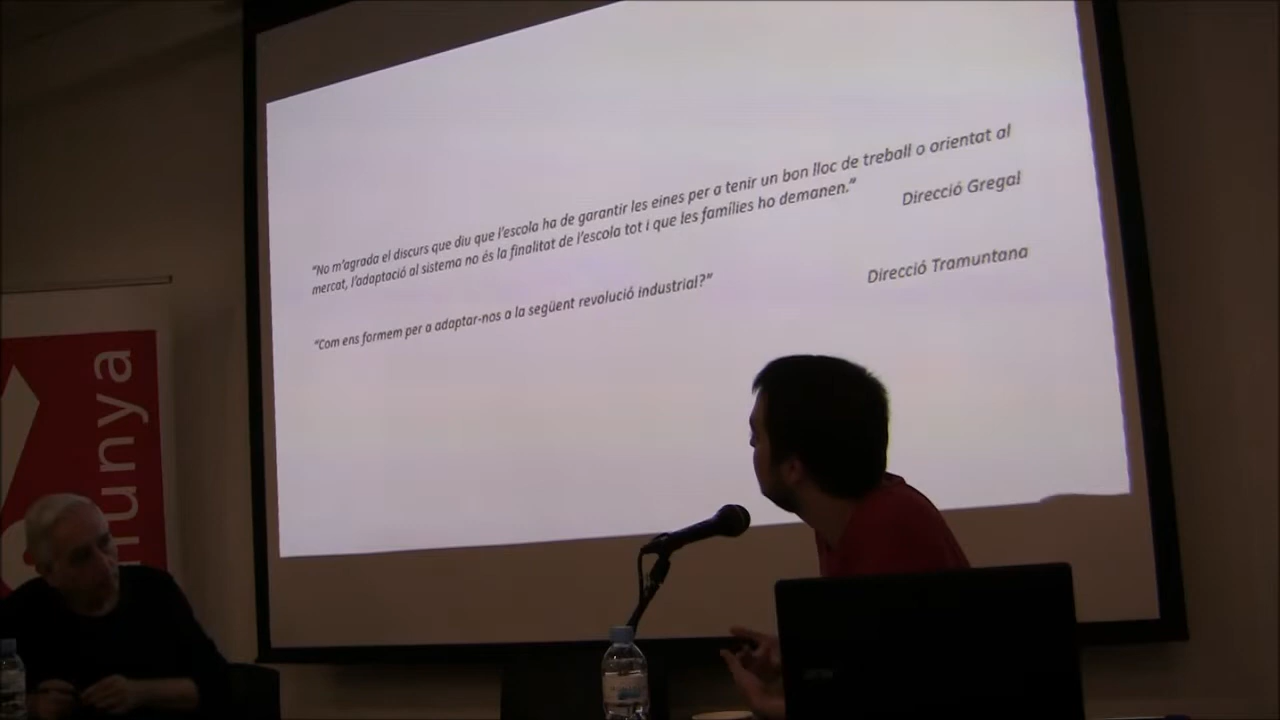 “No m’agrada el discurs que diu que l’escola ha de garantir les eines per a tenir un bon lloc de treball o orientat al
mercat, l’adaptació al sistema no és la finalitat de l’escola tot i que les famílies ho demanen.”
Direcció Gregal
“Com ens formem per a adaptar-nos a la següent revolució industrial?”
Direcció Tramuntana
munya